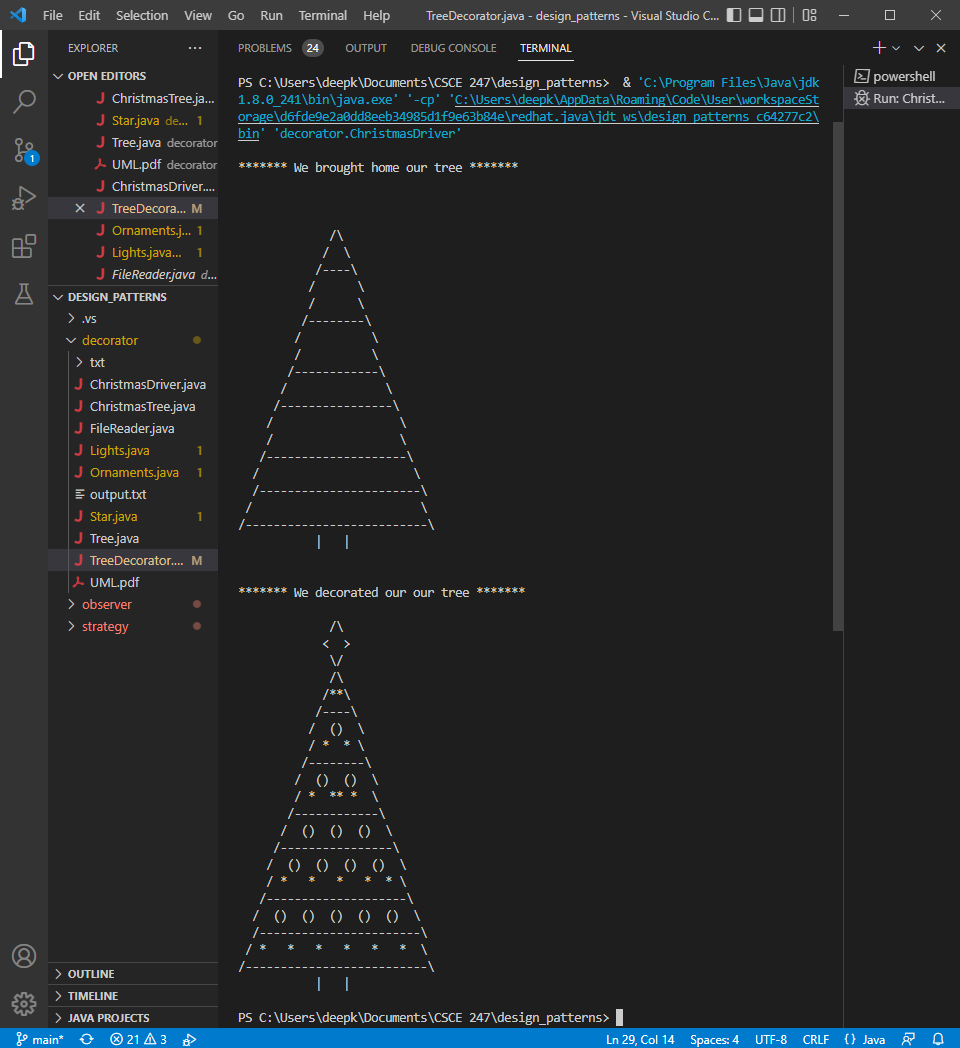 File Edit Selection View Go Run Terminal Help TreeDecorator.java - design_patterns - Visual Studio C...
EXPLORER ...
OPEN EDITORS
ChristmasTree.ja...
Star.java de... 1
Tree.java decorator
UML.pdf decorator
ChristmasDriver....
TreeDecora... M
Ornaments.j... 1
Lights.java... 1
FileReader.java d...
DESIGN_PATTERNS
.vs
decorator
txt
ChristmasDriver.java
ChristmasTree.java
FileReader.java
Lights.java 1
Ornaments.java 1
output.txt
Star.java 1
Tree.java
TreeDecorator.... M
UML.pdf
observer
strategy
OUTLINE
TIMELINE
JAVA PROJECTS
1
PROBLEMS 24 OUTPUT DEBUG CONSOLE TERMINAL
PS C:\Users\deepk\Documents\CSCE 247\design_patterns>  & 'C:\Program Files\Java\jdk
1.8.0_241\bin\java.exe' '-cp' 'C:\Users\deepk\AppData\Roaming\Code\User\workspaceSt
orage\d6fde9e2a0dd8eeb34985d1f9e63b84e\redhat.java\jdt_ws\design_patterns_c64277c2\
bin' 'decorator.ChristmasDriver'
******* We brought home our tree *******
             /\
            /  \
           /----\
          /      \
          /      \
         /--------\
        /          \
        /          \
       /------------\
      /              \
     /----------------\
    /                  \
    /                  \
   /--------------------\
  /                      \
  /-----------------------\
 /                        \
/--------------------------\
           |   |
******* We decorated our our tree *******
             /\
            <  >
             \/
             /\
            /**\
           /----\
          /  ()  \
          / *  * \
         /--------\
        /  ()  ()  \
        / *  ** *  \
       /------------\
      /  ()  ()  ()  \
     /----------------\
    /  ()  ()  ()  ()  \
    / *   *   *   *  * \
   /--------------------\
  /  ()  ()  ()  ()  ()  \
  /-----------------------\
 / *   *   *   *   *   *  \
/--------------------------\
           |   |
PS C:\Users\deepk\Documents\CSCE 247\design_patterns>
powershell
Run: Christ...
main* 21 3 Ln 29, Col 14 Spaces: 4 UTF-8 CRLF {} Java